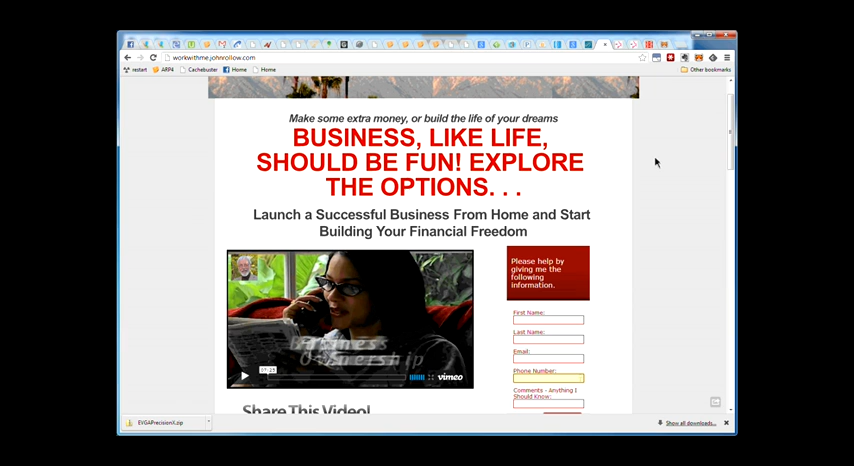 workwithme.johnrollow.com
restart ARP4 Cachebuster Home Home Other bookmarks
Make some extra money, or build the life of your dreams
BUSINESS, LIKE LIFE,
SHOULD BE FUN! EXPLORE
THE OPTIONS. . .
Launch a Successful Business From Home and Start
Building Your Financial Freedom
Please help by
giving me the
following
information.
First Name:
Last Name:
Email:
Phone Number:
Comments - Anything I
Should Know:
Business
Ownership
vimeo
Share This Video!
EVGAPrecisionX.zip
Show all downloads...